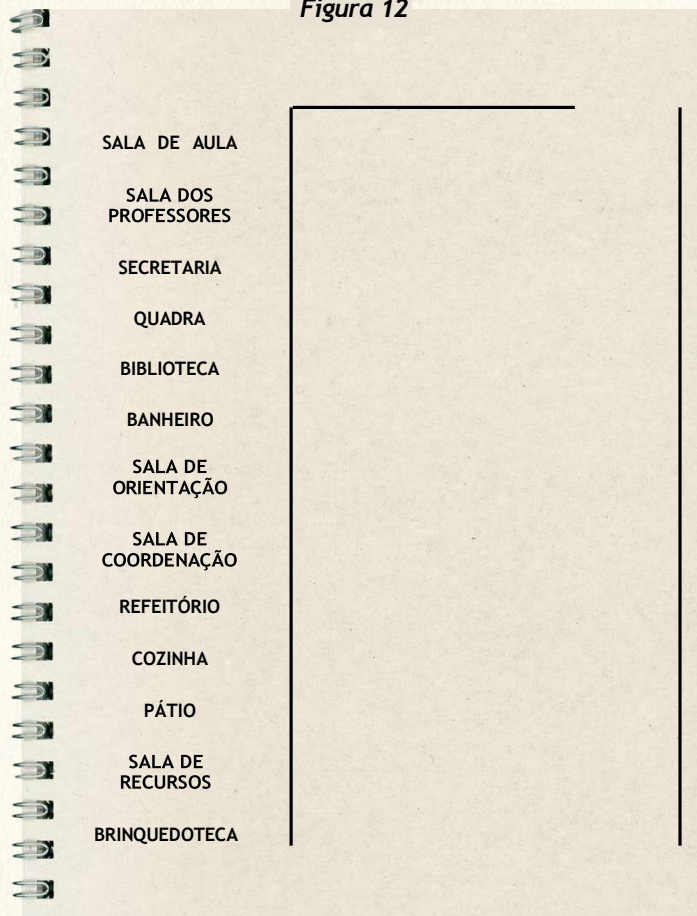 Figura 12
SALA DE AULA
SALA DOS
PROFESSORES
SECRETARIA
QUADRA
BIBLIOTECA
BANHEIRO
SALA DE
ORIENTAÇÃO
SALA DE
COORDENAÇÃO
REFEITÓRIO
COZINHA
PÁTIO
SALA DE
RECURSOS
BRINQUEDOTECA